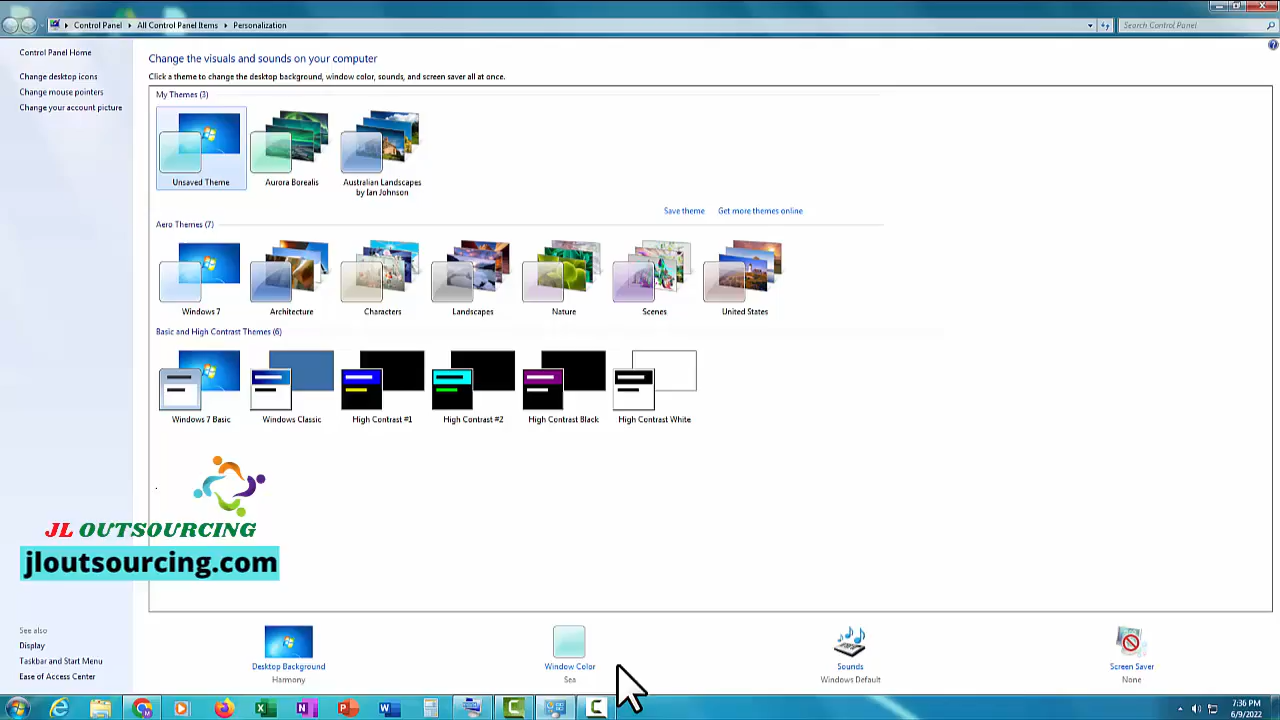 Control Panel ▸ All Control Panel Items ▸ Personalization
Search Control Panel
Control Panel Home
Change desktop icons
Change mouse pointers
Change your account picture
Change the visuals and sounds on your computer
Click a theme to change the desktop background, window color, sounds, and screen saver all at once.
My Themes (3)
Unsaved Theme
Aurora Borealis
Australian Landscapes
by Ian Johnson
Save theme
Get more themes online
Aero Themes (7)
Windows 7
Architecture
Characters
Landscapes
Nature
Scenes
United States
Basic and High Contrast Themes (6)
Windows 7 Basic
Windows Classic
High Contrast #1
High Contrast #2
High Contrast Black
High Contrast White
JL OUTSOURCING
jloutsourcing.com
See also
Display
Taskbar and Start Menu
Ease of Access Center
Desktop Background
Harmony
Window Color
Sea
Sounds
Windows Default
Screen Saver
None
7:36 PM
6/9/2022